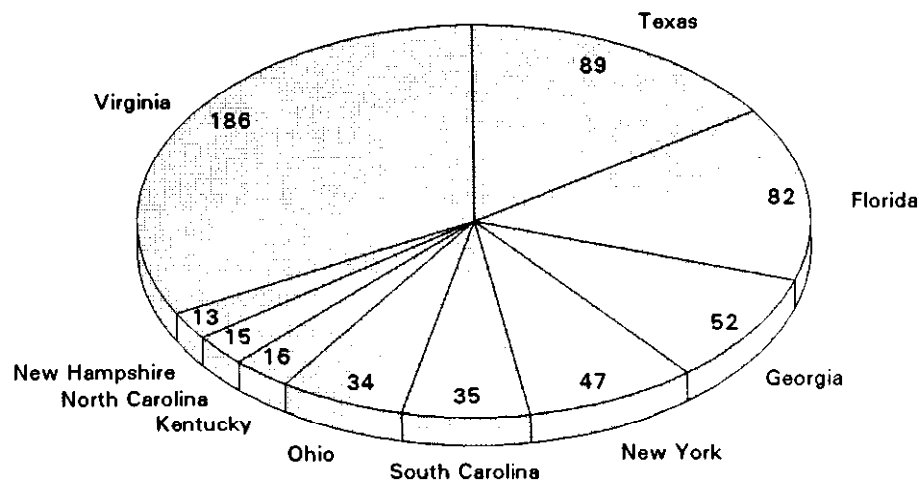 Texas
89
Virginia
186
82
Florida
52
Georgia
47
New York
35
South Carolina
34
Ohio
16
Kentucky
15
North Carolina
13
New Hampshire